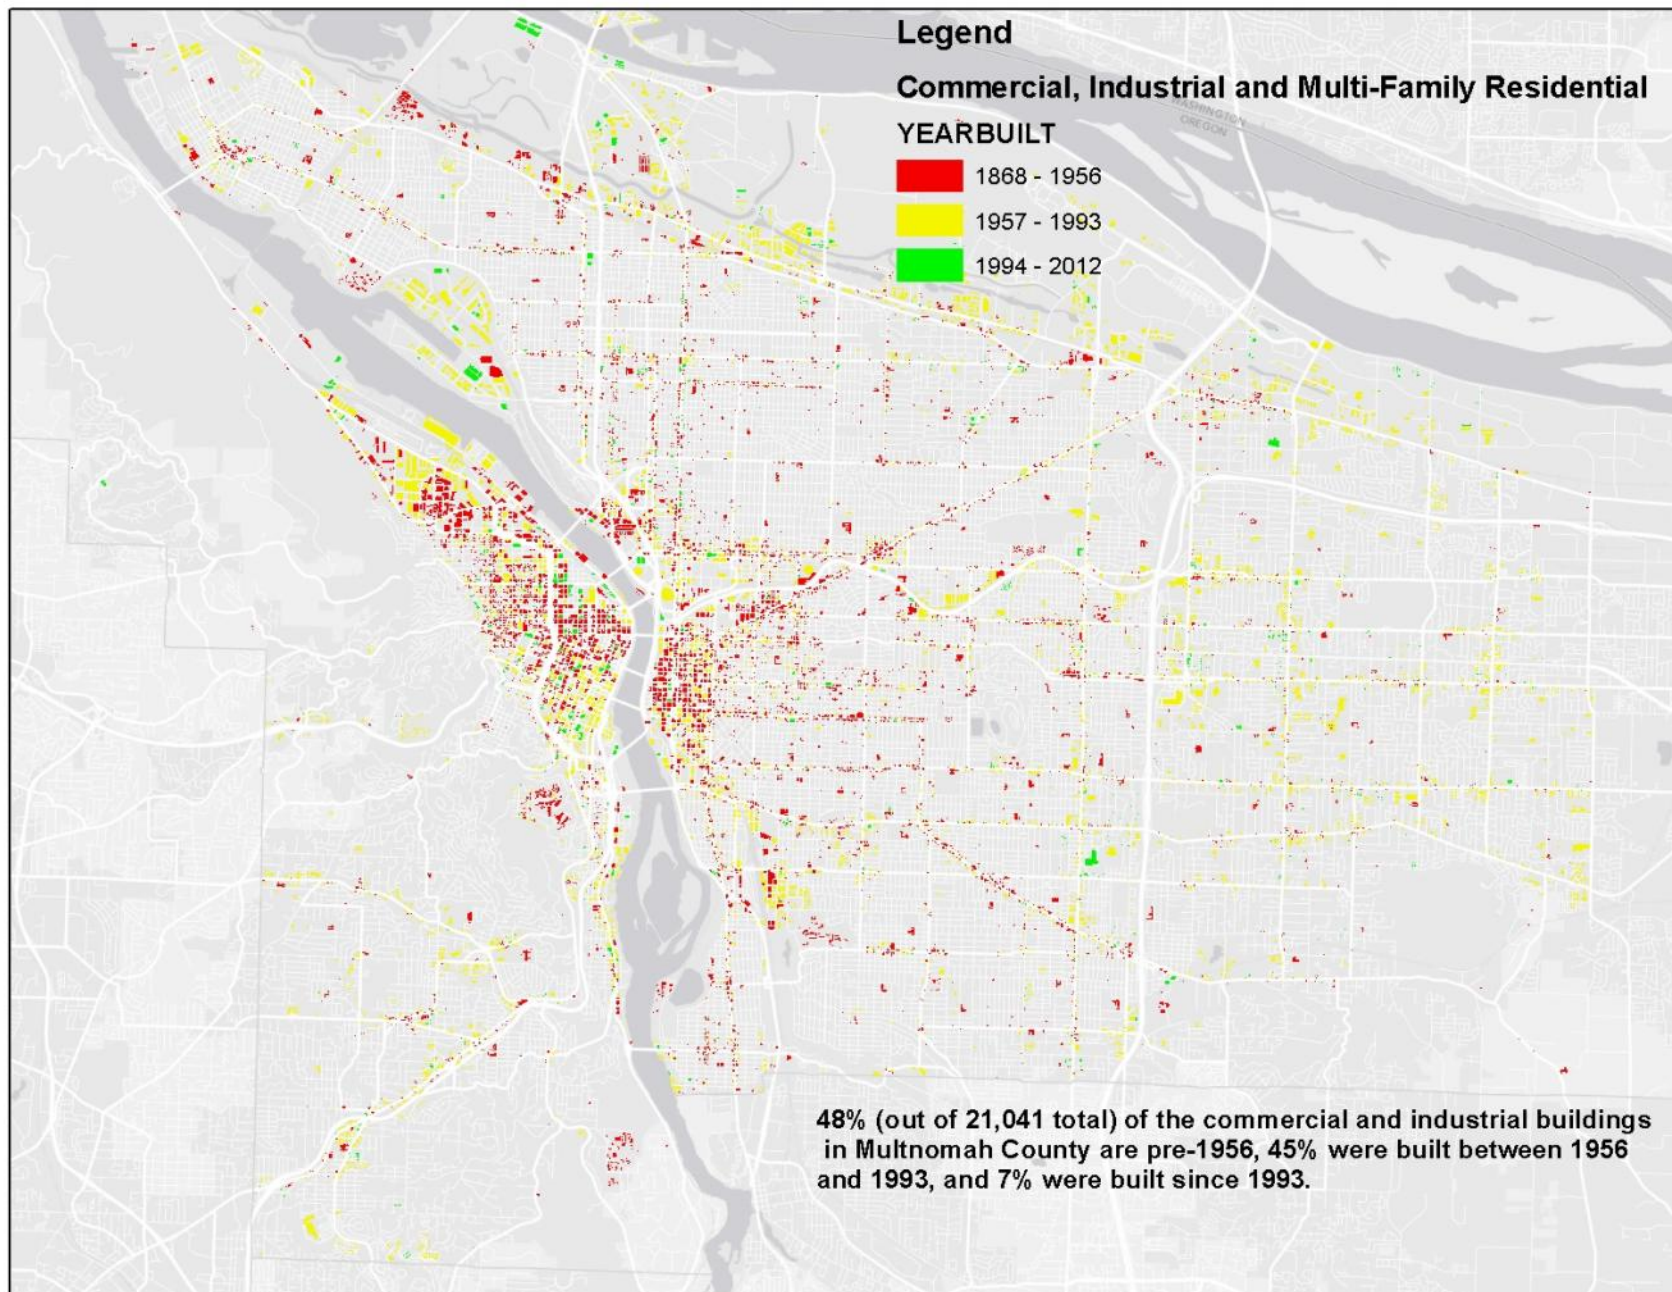 Legend
Commercial, Industrial and Multi-Family Residential
WASHINGTON
OREGON
YEARBUILT
1868 - 1956
1957 - 1993
1994 - 2012
48% (out of 21,041 total) of the commercial and industrial buildings
in Multnomah County are pre-1956, 45% were built between 1956
and 1993, and 7% were built since 1993.